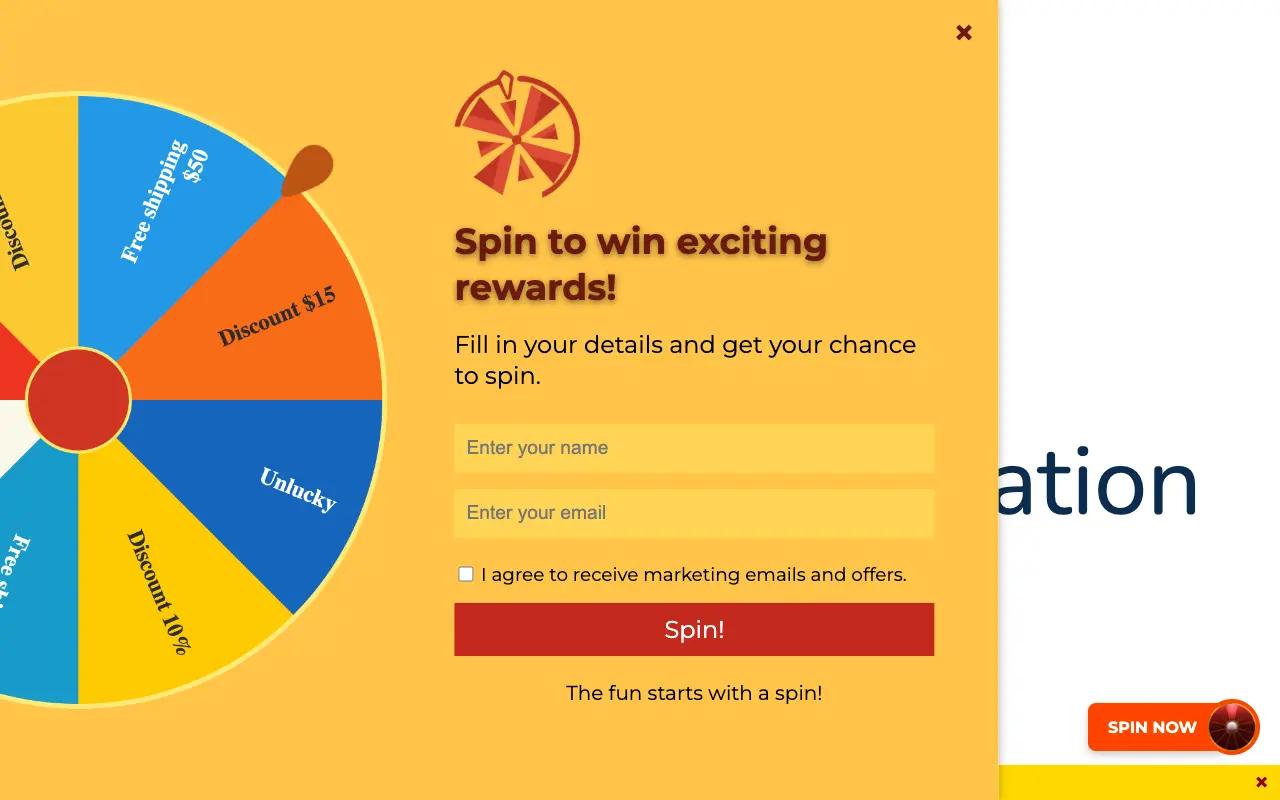 Discoun
Free shipping
$50
Discount $15
Unlucky
Discount 10%
Free shi
Spin to win exciting
rewards!
Fill in your details and get your chance
to spin.
Enter your name
Enter your email
I agree to receive marketing emails and offers.
Spin!
The fun starts with a spin!
ation
SPIN NOW